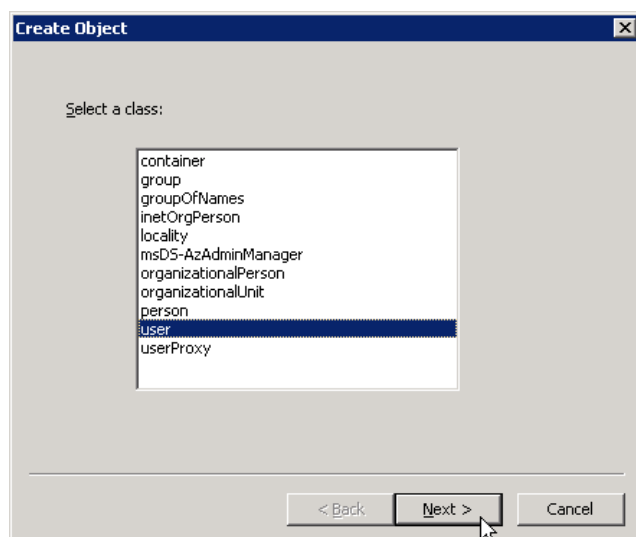 Create Object
Select a class:
container
group
groupOfNames
inetOrgPerson
locality
msDS-AzAdminManager
organizationalPerson
organizationalUnit
person
user
userProxy
< Back Next > Cancel